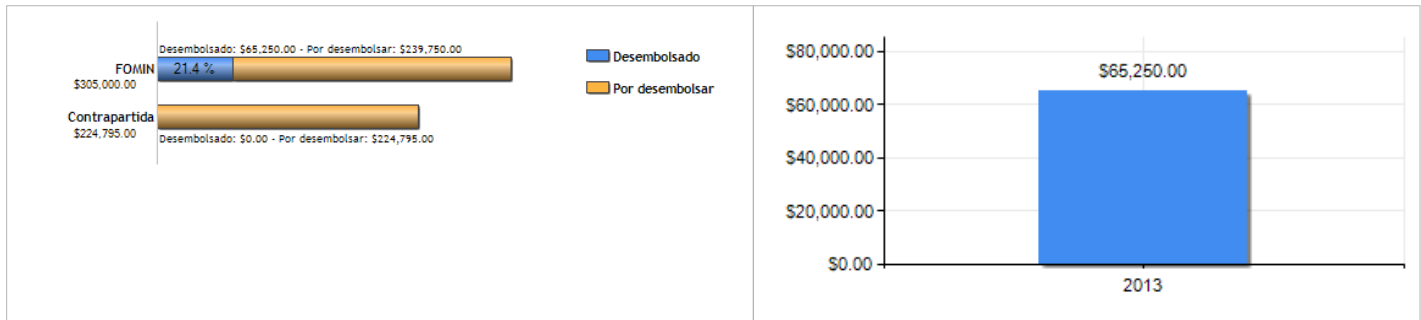 Desembolsado: $65,250.00 - Por desembolsar: $239,750.00
FOMIN
21.4 %
$305,000.00
Contrapartida
$224,795.00
Desembolsado: $0.00 - Por desembolsar: $224,795.00
Desembolsado
Por desembolsar
$80,000.00
$65,250.00
$60,000.00
$40,000.00
$20,000.00
$0.00
2013